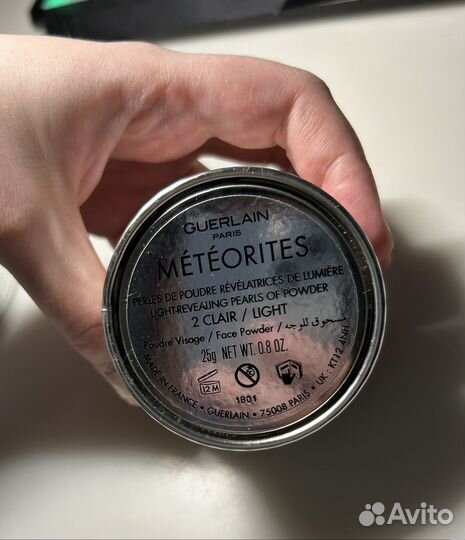 GUERLAIN
PARIS
MÉTÉORITES
PERLES DE POUDRE RÉVÉLATRICES DE LUMIÈRE
LIGHT-REVEALING PEARLS OF POWDER
2 CLAIR / LIGHT
Poudre Visage / Face Powder / مسحوق للوجه
25g NET WT. 0.8 OZ.
12 M
1801
MADE IN FRANCE • GUERLAIN • 75008 PARIS • UK : KT12 4NH
Avito